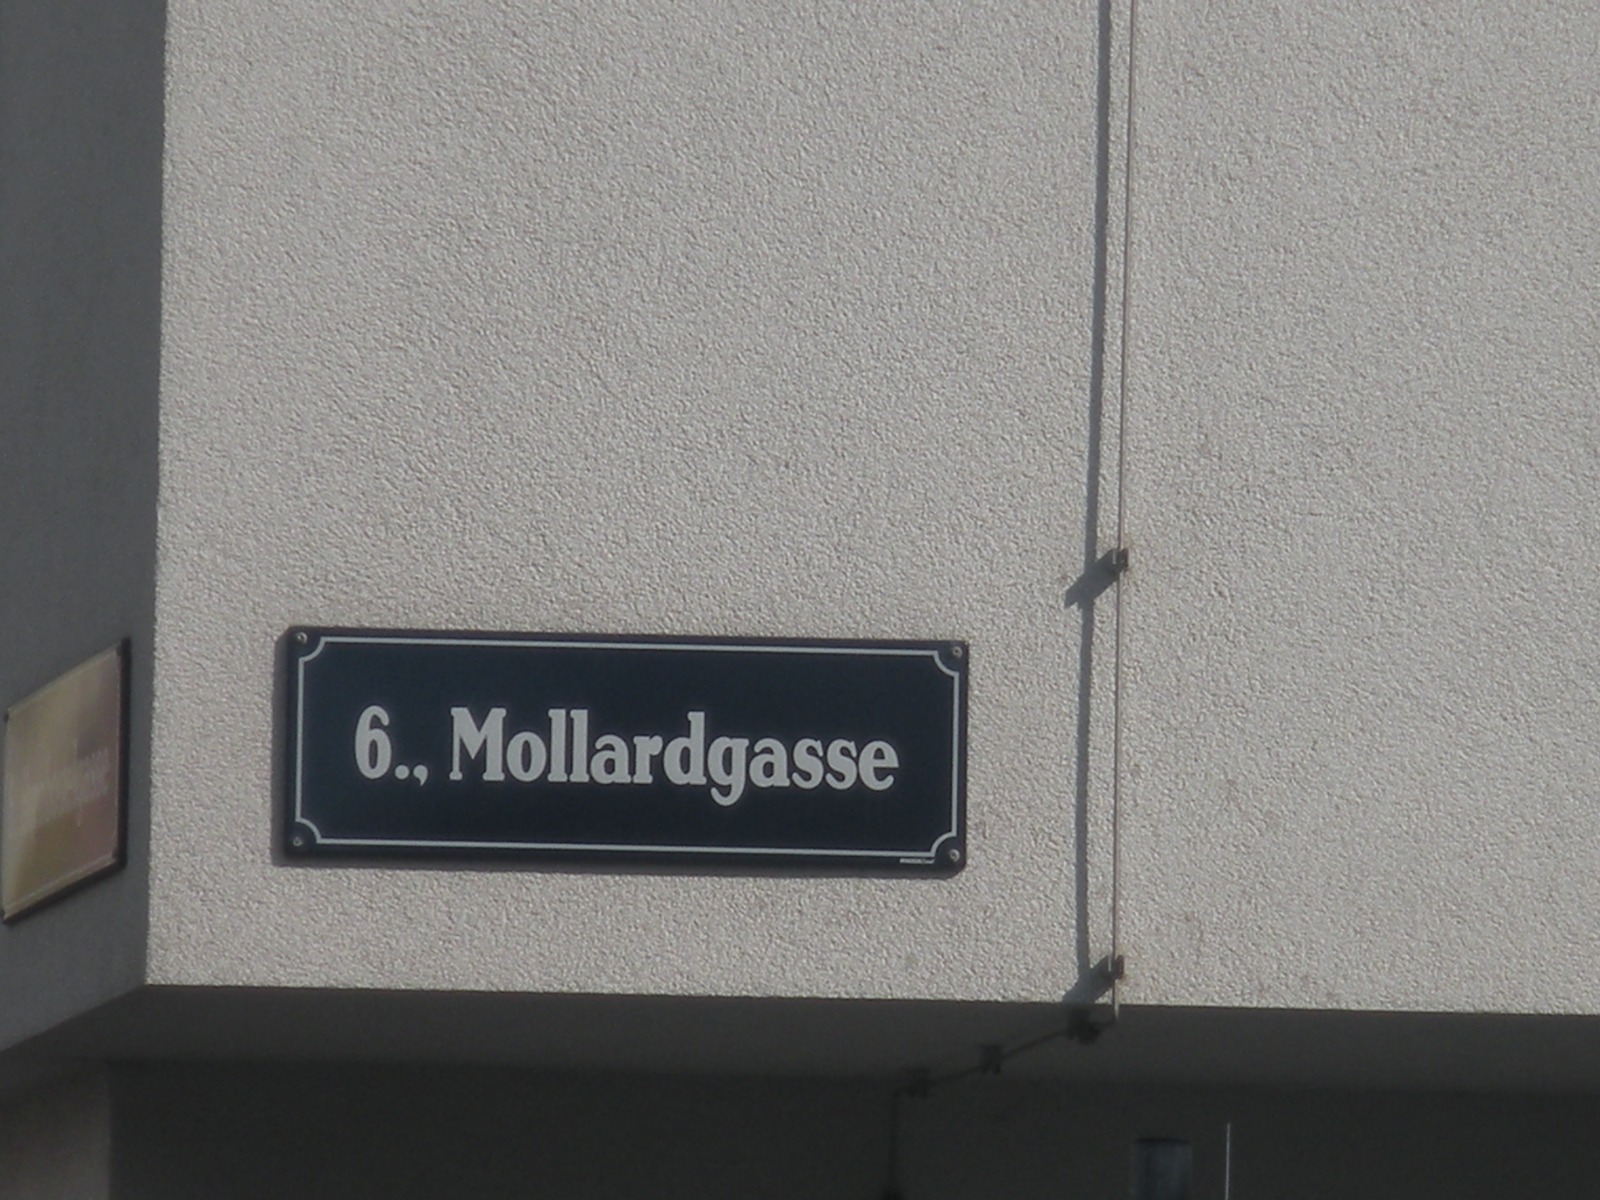 6., Mollardgasse